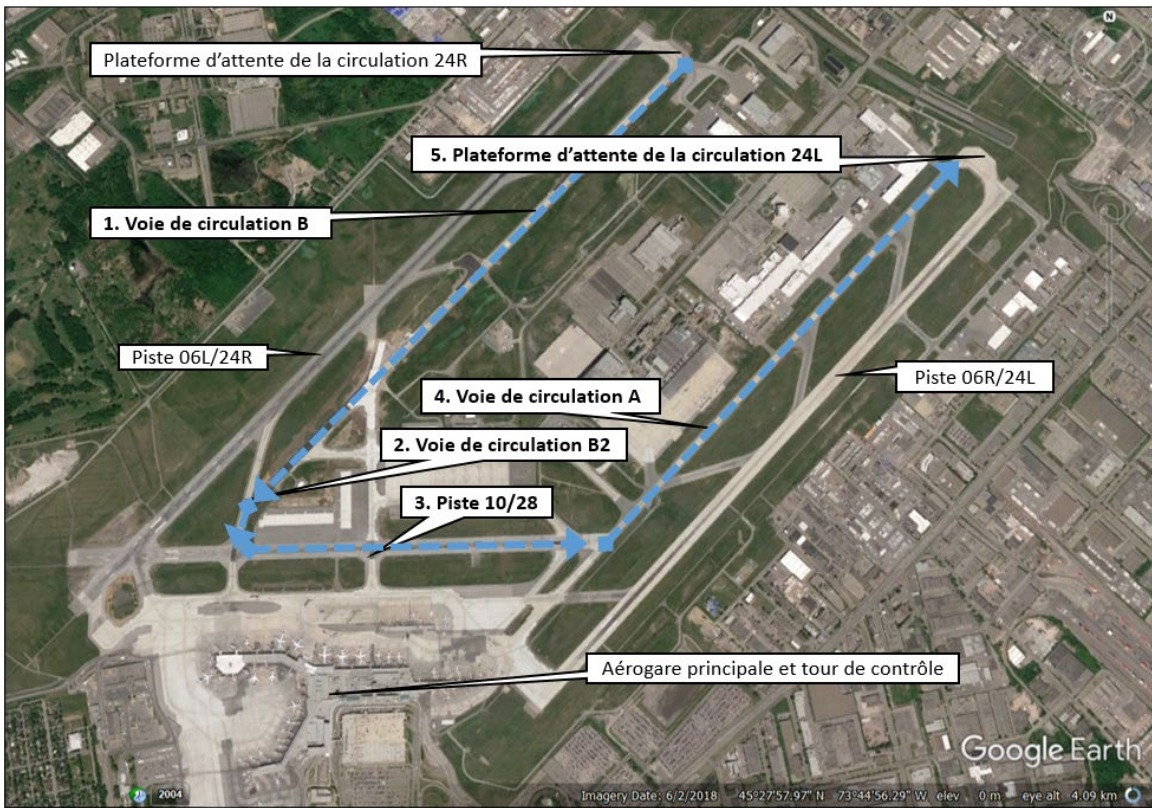 N
Plateforme d’attente de la circulation 24R
5. Plateforme d’attente de la circulation 24L
1. Voie de circulation B
Piste 06L/24R
Piste 06R/24L
4. Voie de circulation A
2. Voie de circulation B2
3. Piste 10/28
Aérogare principale et tour de contrôle
Google Earth
2004
Imagery Date: 6/2/2018 45°27'57.97" N 73°44'56.29" W elev 0 m eye alt 4.09 km